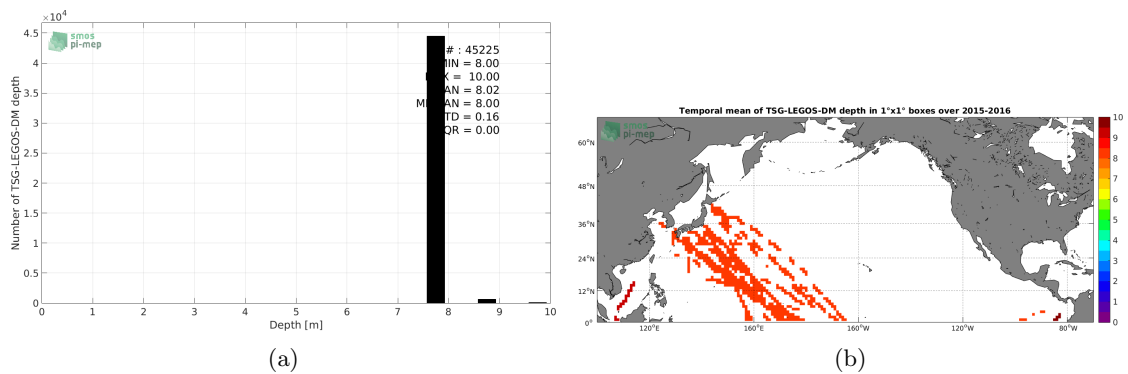 ×10⁴
smos
pi-mep
# : 45225
MIN = 8.00
= 10.00
AN = 8.02
AN = 8.00
TD = 0.16
QR = 0.00
4.5
4
3.5
3
2.5
2
1.5
1
0.5
0
Number of TSG-LEGOS-DM depth
0 1 2 3 4 5 6 7 8 9 10
Depth [m]
(a)
Temporal mean of TSG-LEGOS-DM depth in 1°x1° boxes over 2015-2016
smos
pi-mep
60°N
48°N
36°N
24°N
12°N
0°
120°E 160°E 160°W 120°W 80°W
10
9
8
7
6
5
4
3
2
1
0
(b)